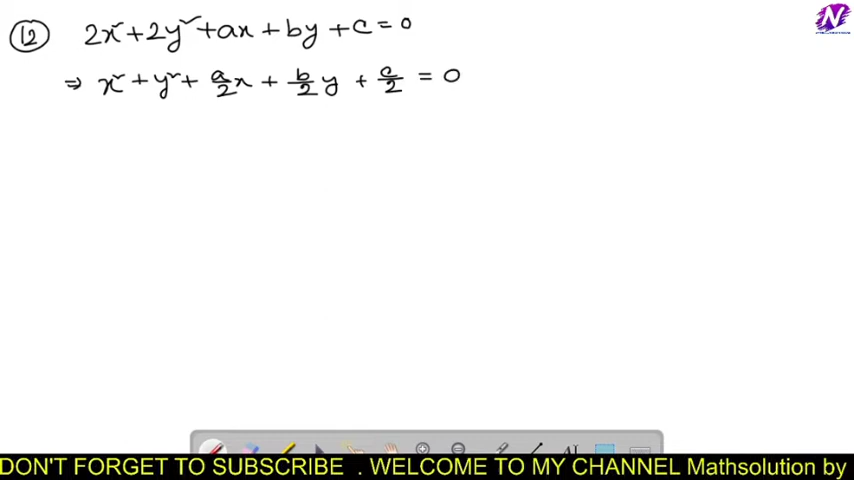 (12) 2x² + 2y² + ax + by + c = 0
⇒ x² + y² + a/2 x + b/2 y + c/2 = 0
N
DON'T FORGET TO SUBSCRIBE . WELCOME TO MY CHANNEL Mathsolution by